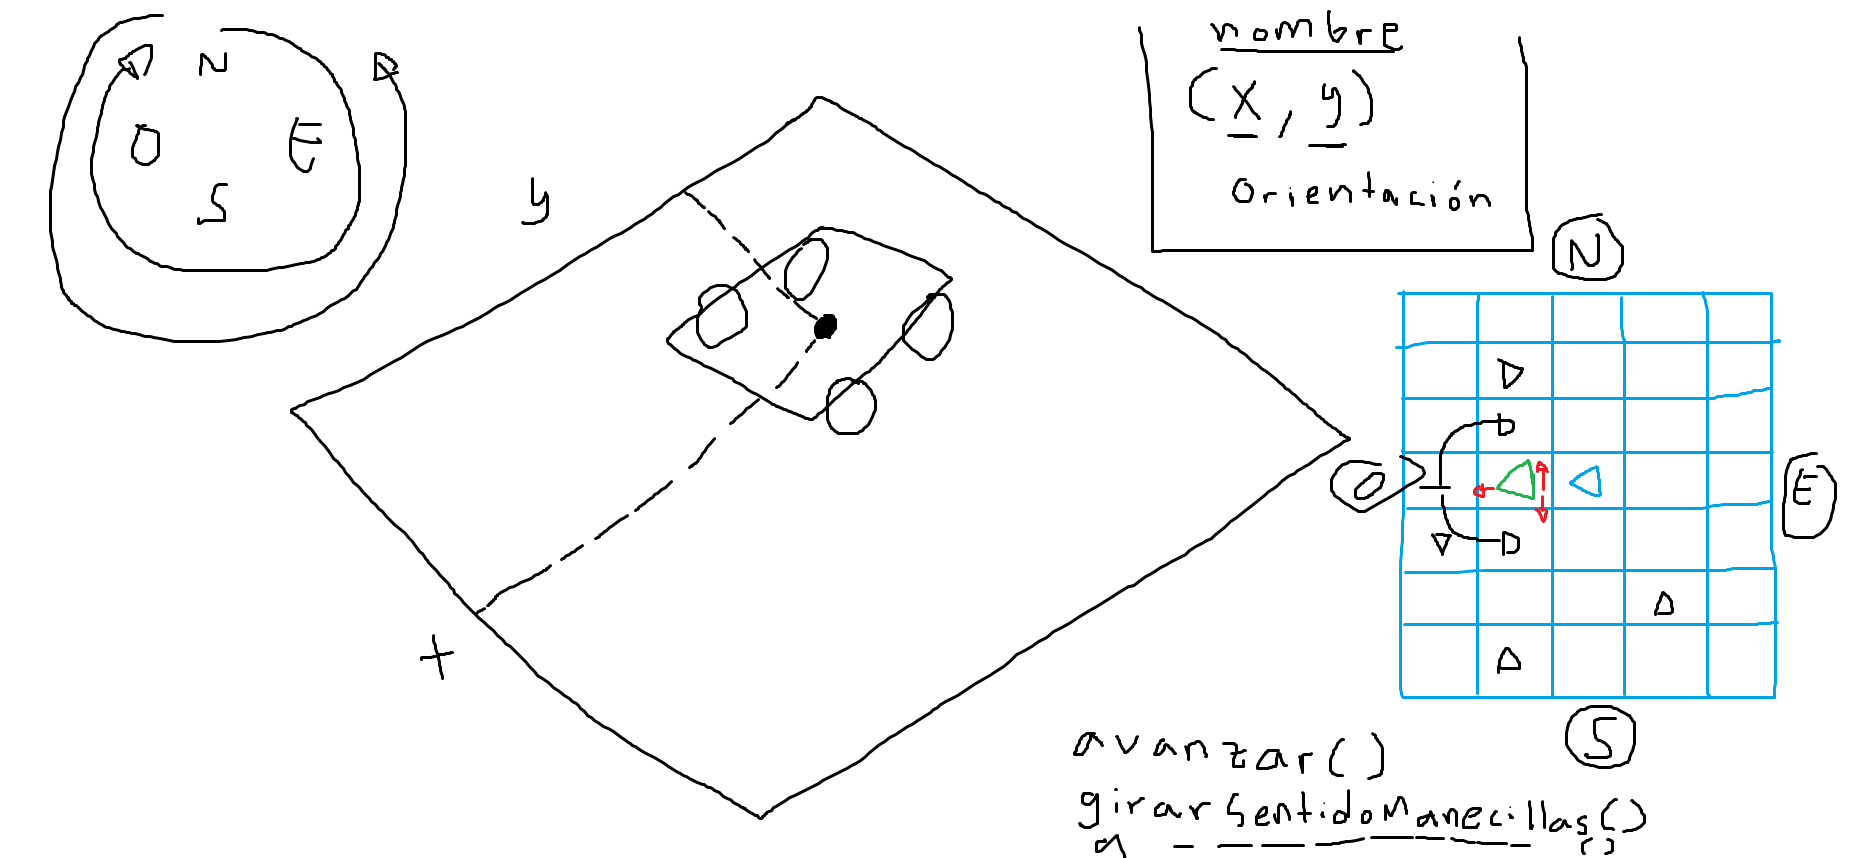 N
O E
S
y
x
nombre
(x, y)
Orientación
N
O
E
S
avanzar()
girarSentidoManecillas()